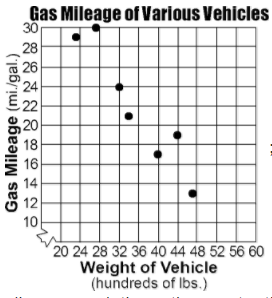 Gas Mileage of Various Vehicles
Gas Mileage (mi./gal.)
30
28
26
24
22
20
18
16
14
12
10
20 24 28 32 36 40 44 48 52 56 60
Weight of Vehicle
(hundreds of lbs.)